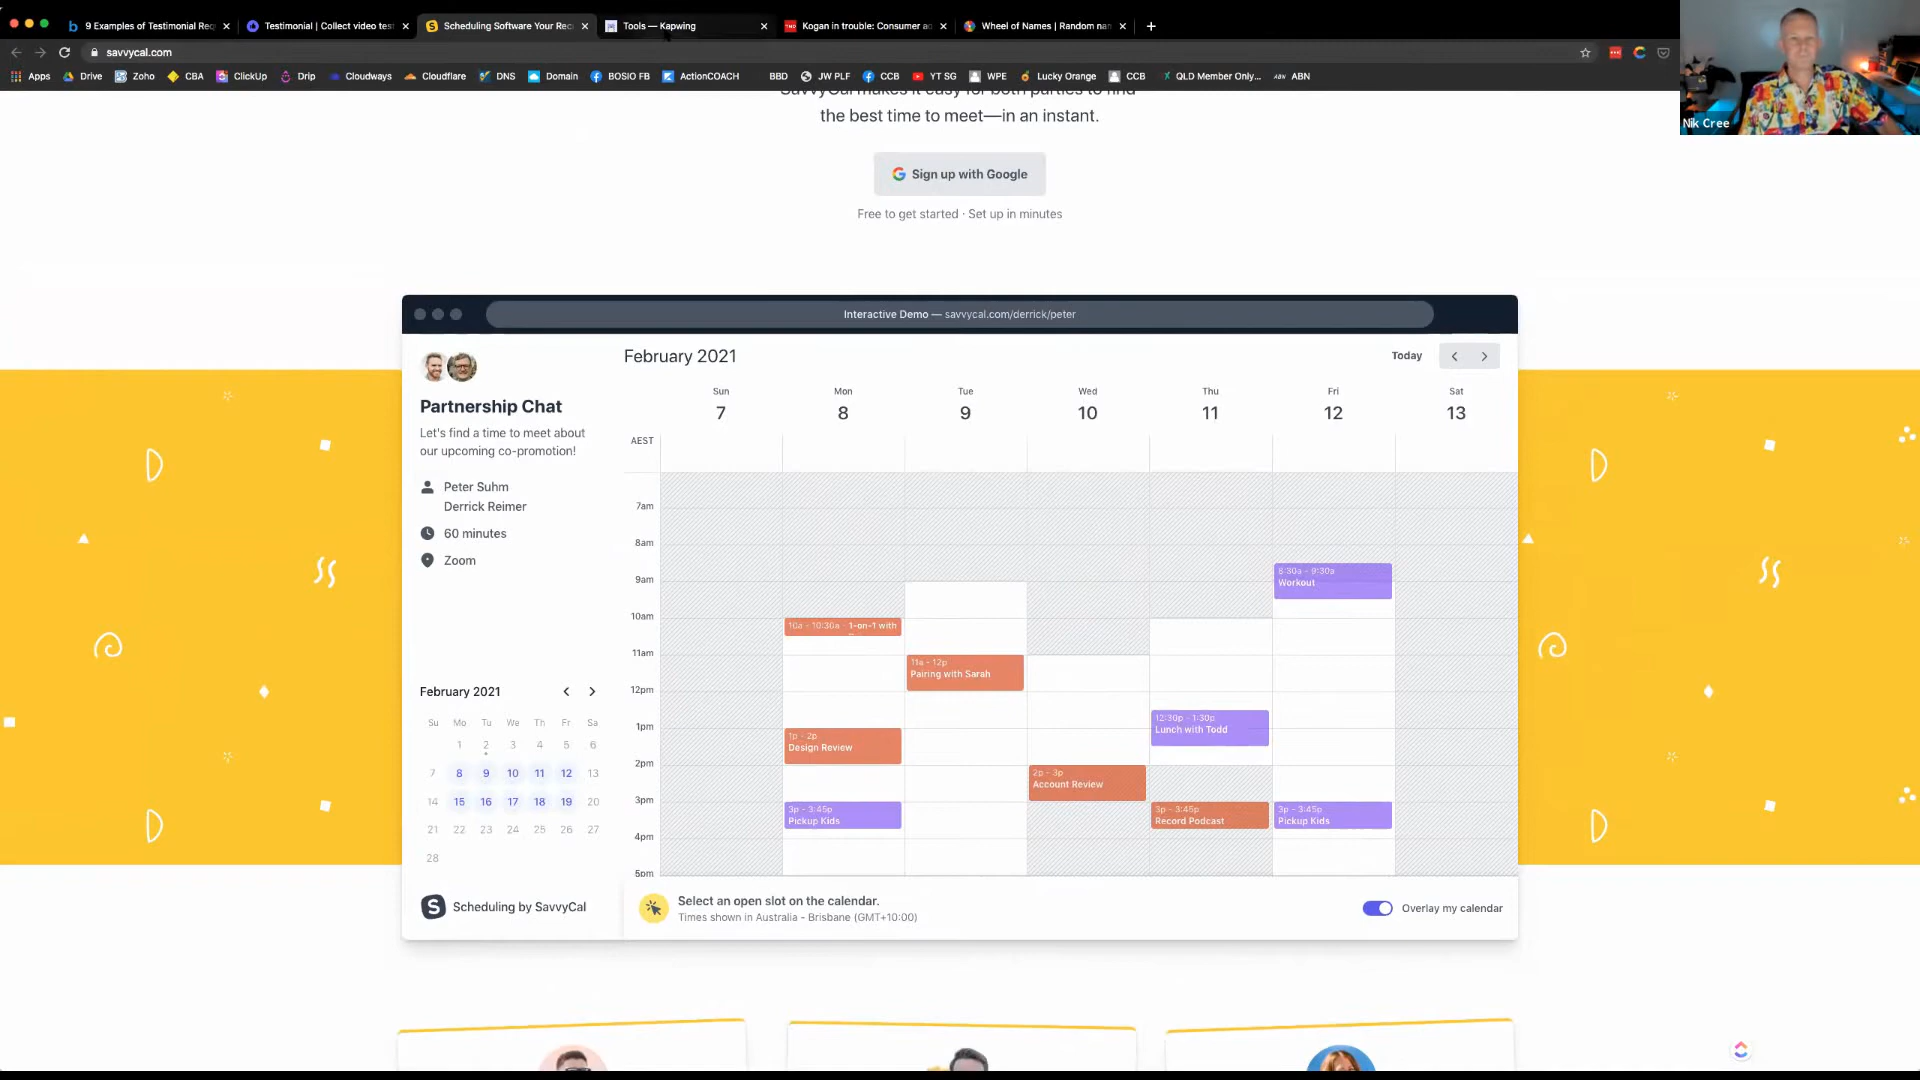 9 Examples of Testimonial Req
Testimonial | Collect video test
Scheduling Software Your Rec
Tools — Kapwing
Kogan in trouble: Consumer ac
Wheel of Names | Random nam
savvycal.com
Apps
Drive
Zoho
CBA
ClickUp
Drip
Cloudways
Cloudflare
DNS
Domain
BOSIO FB
ActionCOACH
BBD
JW PLF
CCB
YT SG
WPE
Lucky Orange
CCB
QLD Member Only...
ABN
Nik Cree
SavvyCal makes it easy for both parties to find
the best time to meet—in an instant.
Sign up with Google
Free to get started · Set up in minutes
Interactive Demo — savvycal.com/derrick/peter
Partnership Chat
Let's find a time to meet about
our upcoming co-promotion!
Peter Suhm
Derrick Reimer
60 minutes
Zoom
February 2021
Su Mo Tu We Th Fr Sa
1 2 3 4 5 6
7 8 9 10 11 12 13
14 15 16 17 18 19 20
21 22 23 24 25 26 27
28
Scheduling by SavvyCal
February 2021
Today
Sun Mon Tue Wed Thu Fri Sat
7 8 9 10 11 12 13
AEST
7am
8am
8:30a - 9:30a
Workout
9am
10am
10a - 10:30a · 1-on-1 with
11am
11a - 12p
Pairing with Sarah
12pm
12:30p - 1:30p
Lunch with Todd
1pm
1p - 2p
Design Review
2pm
2p - 3p
Account Review
3pm
3p - 3:45p
Pickup Kids
3p - 3:45p
Record Podcast
3p - 3:45p
Pickup Kids
4pm
5pm
Select an open slot on the calendar.
Times shown in Australia - Brisbane (GMT+10:00)
Overlay my calendar